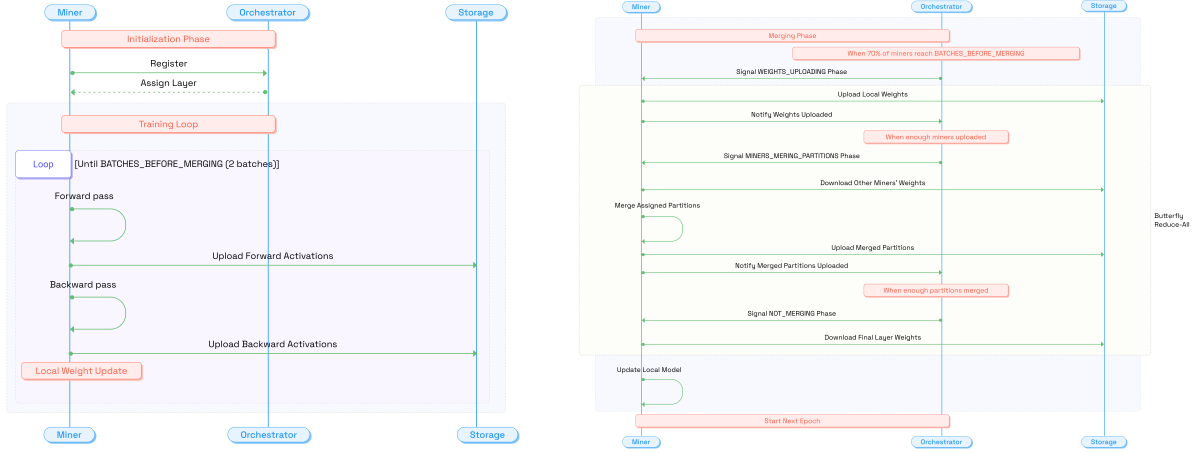 Miner
Orchestrator
Storage
Initialization Phase
Register
Assign Layer
Training Loop
Loop
[Until BATCHES_BEFORE_MERGING (2 batches)]
Forward pass
Upload Forward Activations
Backward pass
Upload Backward Activations
Local Weight Update
Miner
Orchestrator
Storage
Miner
Orchestrator
Storage
Merging Phase
When 70% of miners reach BATCHES_BEFORE_MERGING
Signal WEIGHTS_UPLOADING Phase
Upload Local Weights
Notify Weights Uploaded
When enough miners uploaded
Signal MINERS_MERING_PARTITIONS Phase
Download Other Miners' Weights
Merge Assigned Partitions
Butterfly
Reduce-All
Upload Merged Partitions
Notify Merged Partitions Uploaded
When enough partitions merged
Signal NOT_MERGING Phase
Download Final Layer Weights
Update Local Model
Start Next Epoch
Miner
Orchestrator
Storage